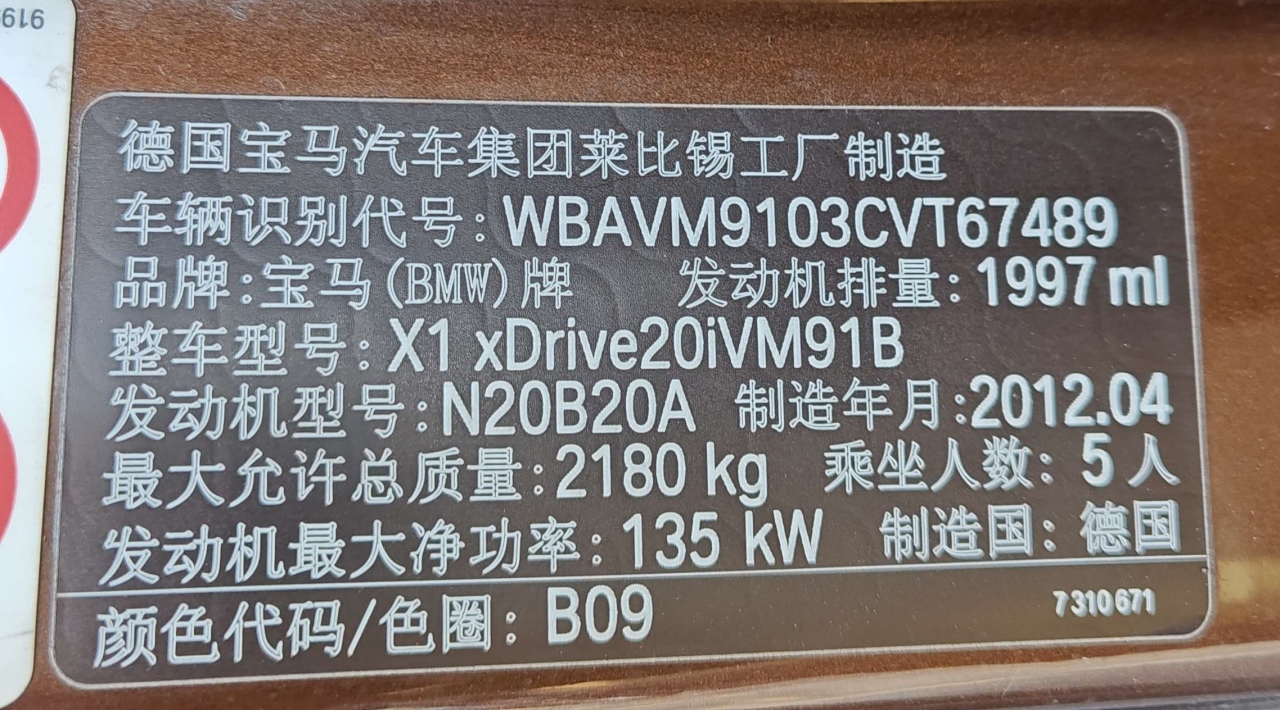 9199
德国宝马汽车集团莱比锡工厂制造
车辆识别代号: WBAVM9103CVT67489
品牌:宝马(BMW)牌 发动机排量: 1997 ml
整车型号: X1 xDrive20iVM91B
发动机型号: N20B20A 制造年月:2012.04
最大允许总质量: 2180 kg 乘坐人数: 5 人
发动机最大净功率: 135 kW 制造国: 德国
颜色代码/色圈: B09 7310671